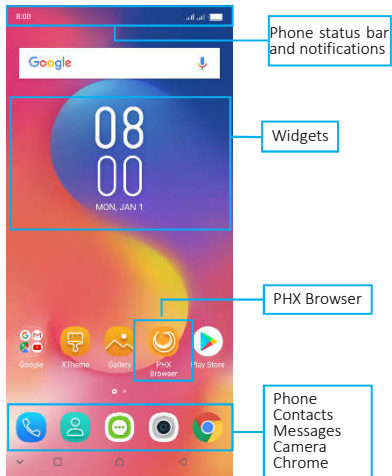 8:00
Phone status bar
and notifications
Google
08
00
MON, JAN 1
Widgets
PHX Browser
Google XTheme Gallery PHX Browser Play Store
Phone
Contacts
Messages
Camera
Chrome